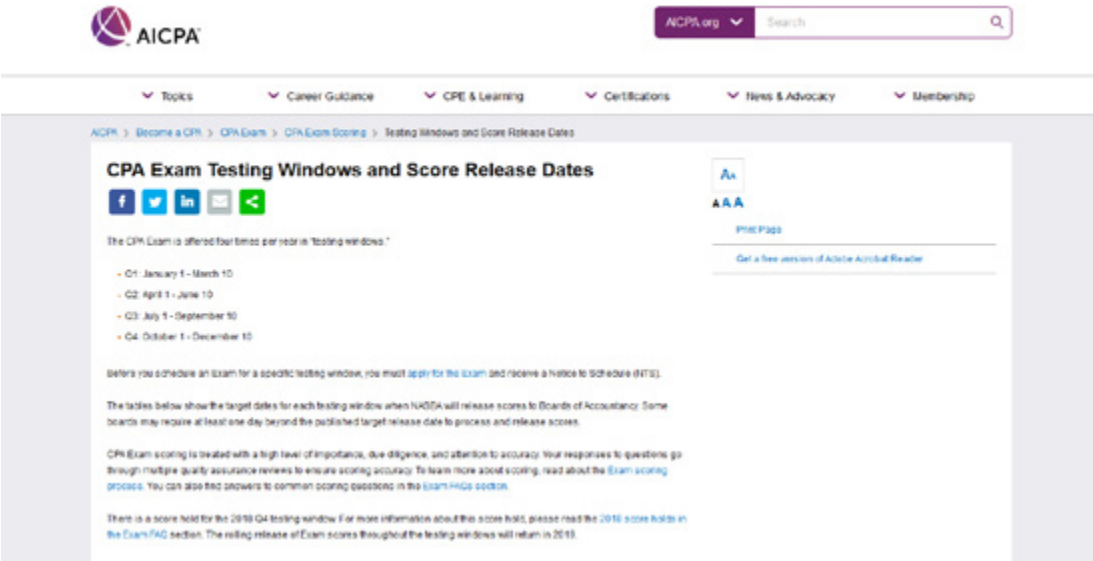 AICPA
AICPA.org Search
Topics Career Guidance CPE & Learning Certifications News & Advocacy Membership
AICPA > Become a CPA > CPA Exam > CPA Exam Scoring > Testing Windows and Score Release Dates
CPA Exam Testing Windows and Score Release Dates
AA
f in
A A A
Print Page
The CPA Exam is offered four times per year in "testing windows."
Get a free version of Adobe Acrobat Reader
Q1: January 1 - March 10
Q2: April 1 - June 10
Q3: July 1 - September 10
Q4: October 1 - December 10
Before you schedule an Exam for a specific testing window, you must apply for the Exam and receive a Notice to Schedule (NTS).
The tables below show the target dates for each testing window when NASBA will release scores to Boards of Accountancy. Some
boards may require at least one day beyond the published target release date to process and release scores.
CPA Exam scoring is treated with a high level of importance, due diligence, and attention to accuracy. Your responses to questions go
through multiple quality assurance reviews to ensure scoring accuracy. To learn more about scoring, read about the Exam scoring
process. You can also find answers to common scoring questions in the Exam FAQs section.
There is a score hold for the 2018 Q4 testing window. For more information about this score hold, please read the 2018 score holds in
the Exam FAQ section. The rolling release of Exam scores throughout the testing windows will return in 2019.